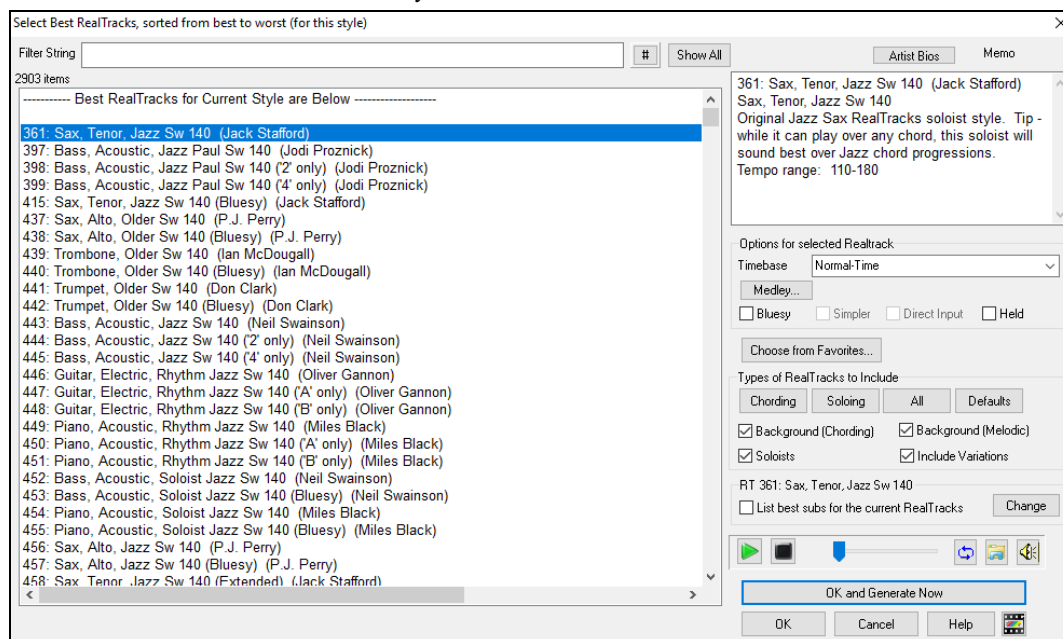 y
Select Best RealTracks, sorted from best to worst (for this style)
Filter String
#
Show All
Artist Bios
Memo
2903 items
----------- Best RealTracks for Current Style are Below -------------------
361: Sax, Tenor, Jazz Sw 140 (Jack Stafford)
397: Bass, Acoustic, Jazz Paul Sw 140 (Jodi Proznick)
398: Bass, Acoustic, Jazz Paul Sw 140 ('2' only) (Jodi Proznick)
399: Bass, Acoustic, Jazz Paul Sw 140 ('4' only) (Jodi Proznick)
415: Sax, Tenor, Jazz Sw 140 (Bluesy) (Jack Stafford)
437: Sax, Alto, Older Sw 140 (P.J. Perry)
438: Sax, Alto, Older Sw 140 (Bluesy) (P.J. Perry)
439: Trombone, Older Sw 140 (Ian McDougall)
440: Trombone, Older Sw 140 (Bluesy) (Ian McDougall)
441: Trumpet, Older Sw 140 (Don Clark)
442: Trumpet, Older Sw 140 (Bluesy) (Don Clark)
443: Bass, Acoustic, Jazz Sw 140 (Neil Swainson)
444: Bass, Acoustic, Jazz Sw 140 ('2' only) (Neil Swainson)
445: Bass, Acoustic, Jazz Sw 140 ('4' only) (Neil Swainson)
446: Guitar, Electric, Rhythm Jazz Sw 140 (Oliver Gannon)
447: Guitar, Electric, Rhythm Jazz Sw 140 ('A' only) (Oliver Gannon)
448: Guitar, Electric, Rhythm Jazz Sw 140 ('B' only) (Oliver Gannon)
449: Piano, Acoustic, Rhythm Jazz Sw 140 (Miles Black)
450: Piano, Acoustic, Rhythm Jazz Sw 140 ('A' only) (Miles Black)
451: Piano, Acoustic, Rhythm Jazz Sw 140 ('B' only) (Miles Black)
452: Bass, Acoustic, Soloist Jazz Sw 140 (Neil Swainson)
453: Bass, Acoustic, Soloist Jazz Sw 140 (Bluesy) (Neil Swainson)
454: Piano, Acoustic, Soloist Jazz Sw 140 (Miles Black)
455: Piano, Acoustic, Soloist Jazz Sw 140 (Bluesy) (Miles Black)
456: Sax, Alto, Jazz Sw 140 (P.J. Perry)
457: Sax, Alto, Jazz Sw 140 (Bluesy) (P.J. Perry)
458: Sax, Tenor, Jazz Sw 140 (Extended) (Jack Stafford)
361: Sax, Tenor, Jazz Sw 140 (Jack Stafford)
Sax, Tenor, Jazz Sw 140
Original Jazz Sax RealTracks soloist style. Tip -
while it can play over any chord, this soloist will
sound best over Jazz chord progressions.
Tempo range: 110-180
Options for selected Realtrack
Timebase
Normal-Time
Medley...
Bluesy
Simpler
Direct Input
Held
Choose from Favorites...
Types of RealTracks to Include
Chording
Soloing
All
Defaults
Background (Chording)
Background (Melodic)
Soloists
Include Variations
RT 361: Sax, Tenor, Jazz Sw 140
List best subs for the current RealTracks
Change
OK and Generate Now
OK
Cancel
Help